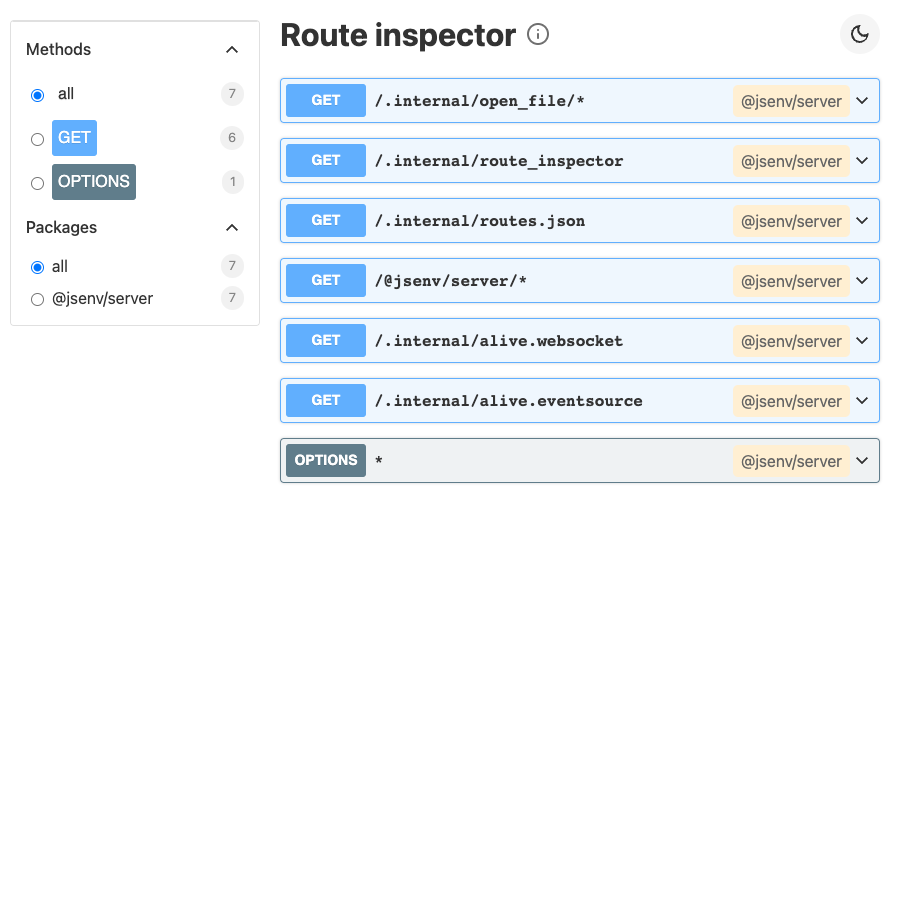 Methods
all 7
GET 6
OPTIONS 1
Packages
all 7
@jsenv/server 7
Route inspector
GET /.internal/open_file/* @jsenv/server
GET /.internal/route_inspector @jsenv/server
GET /.internal/routes.json @jsenv/server
GET /@jsenv/server/* @jsenv/server
GET /.internal/alive.websocket @jsenv/server
GET /.internal/alive.eventsource @jsenv/server
OPTIONS * @jsenv/server